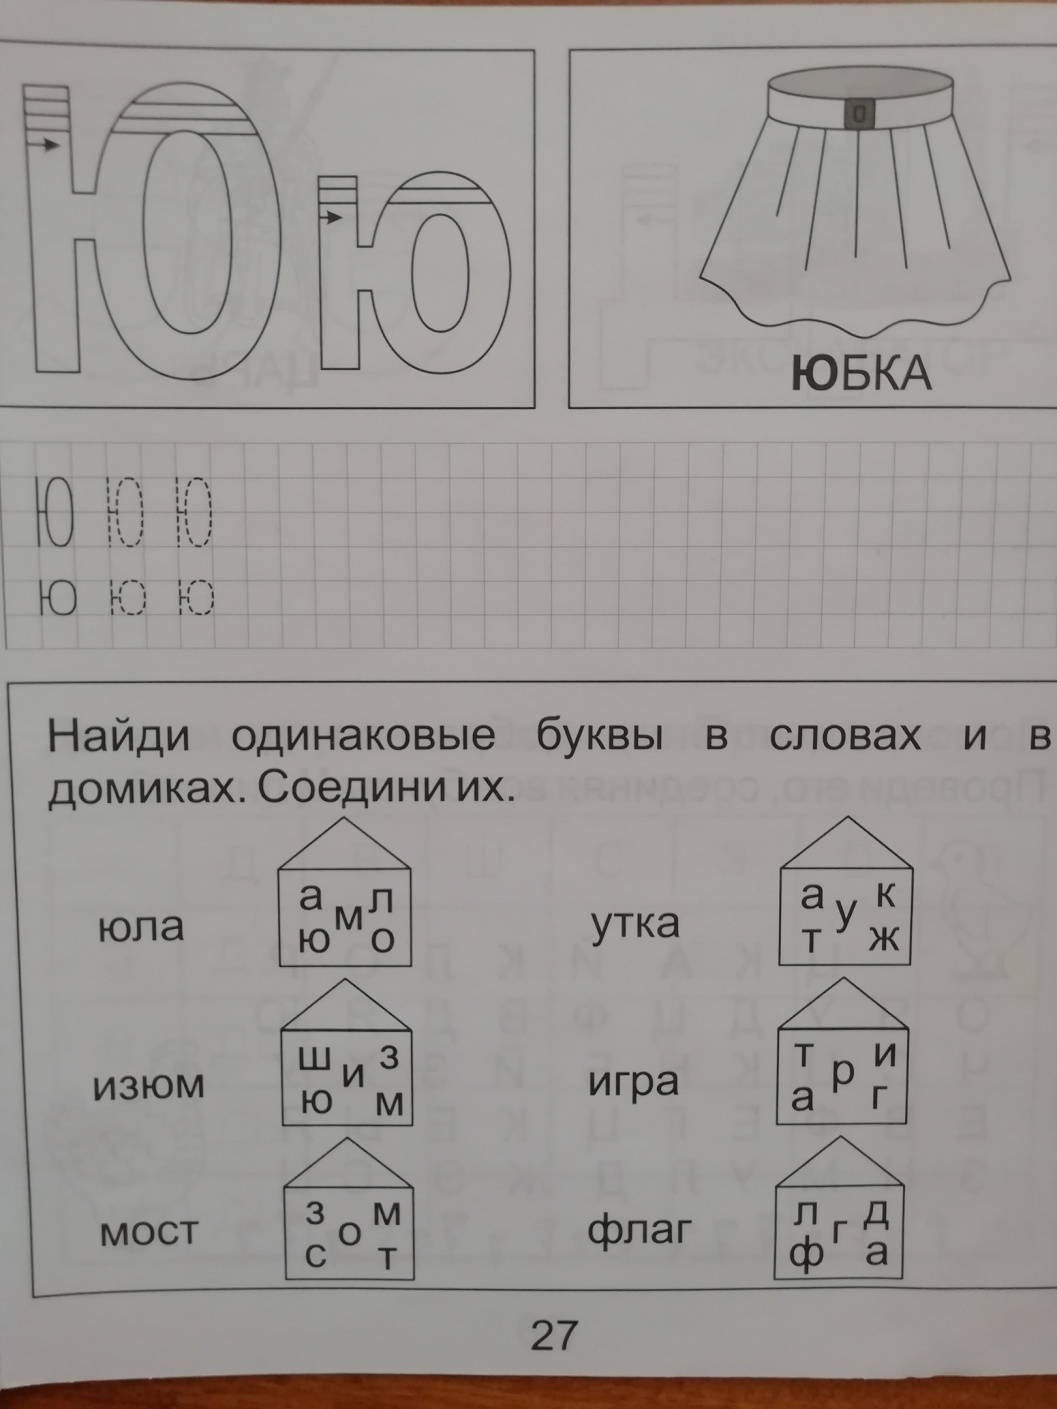 Ю ю
ЮБКА
Ю Ю Ю
ю ю ю
Найди одинаковые буквы в словах и в
домиках. Соедини их.
юла
а м л
ю о
утка
а у к
т ж
изюм
ш и з
ю м
игра
т р и
а г
мост
з о м
с т
флаг
л г д
ф а
27